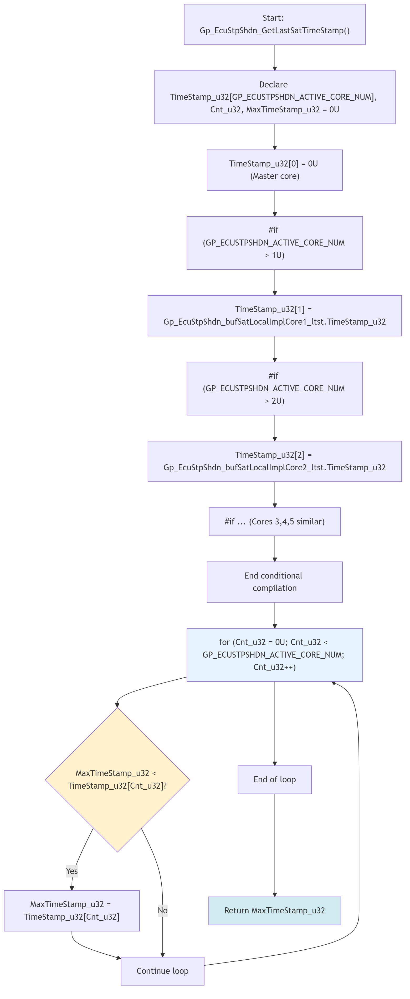 Start:
Gp_EcuStpShdn_GetLastSatTimeStamp()
Declare
TimeStamp_u32[GP_ECUSTPSHDN_ACTIVE_CORE_NUM],
Cnt_u32, MaxTimeStamp_u32 = 0U
TimeStamp_u32[0] = 0U
(Master core)
#if
(GP_ECUSTPSHDN_ACTIVE_CORE_NUM
> 1U)
TimeStamp_u32[1] =
Gp_EcuStpShdn_bufSatLocalImplCore1_ltst.TimeStamp_u32
#if
(GP_ECUSTPSHDN_ACTIVE_CORE_NUM
> 2U)
TimeStamp_u32[2] =
Gp_EcuStpShdn_bufSatLocalImplCore2_ltst.TimeStamp_u32
#if ... (Cores 3,4,5 similar)
End conditional
compilation
for (Cnt_u32 = 0U; Cnt_u32 <
GP_ECUSTPSHDN_ACTIVE_CORE_NUM;
Cnt_u32++)
MaxTimeStamp_u32 <
TimeStamp_u32[Cnt_u32]?
End of loop
Yes
No
MaxTimeStamp_u32 =
TimeStamp_u32[Cnt_u32]
Return MaxTimeStamp_u32
Continue loop